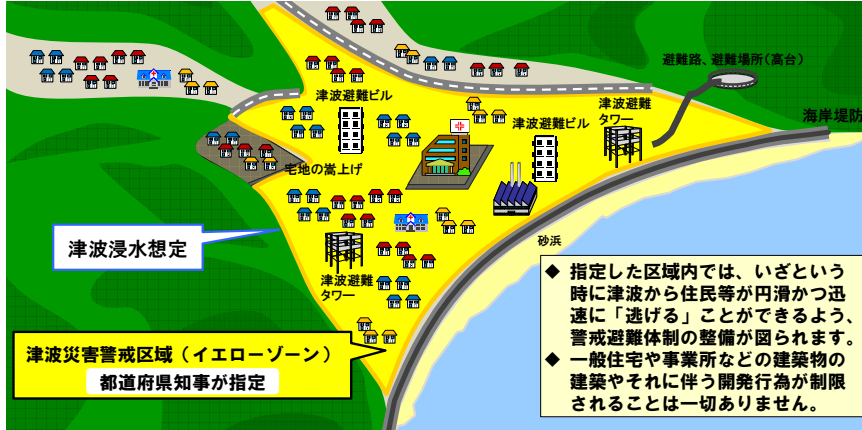 避難路、避難場所(高台)
津波避難ビル
津波避難
タワー
津波避難ビル
海岸堤防
宅地の嵩上げ
津波浸水想定
砂浜
津波避難
タワー
◆ 指定した区域内では、いざという
時に津波から住民等が円滑かつ迅
速に「逃げる」ことができるよう、
警戒避難体制の整備が図られます。
◆ 一般住宅や事業所などの建築物の
建築やそれに伴う開発行為が制限
されることは一切ありません。
津波災害警戒区域(イエローゾーン)
都道府県知事が指定